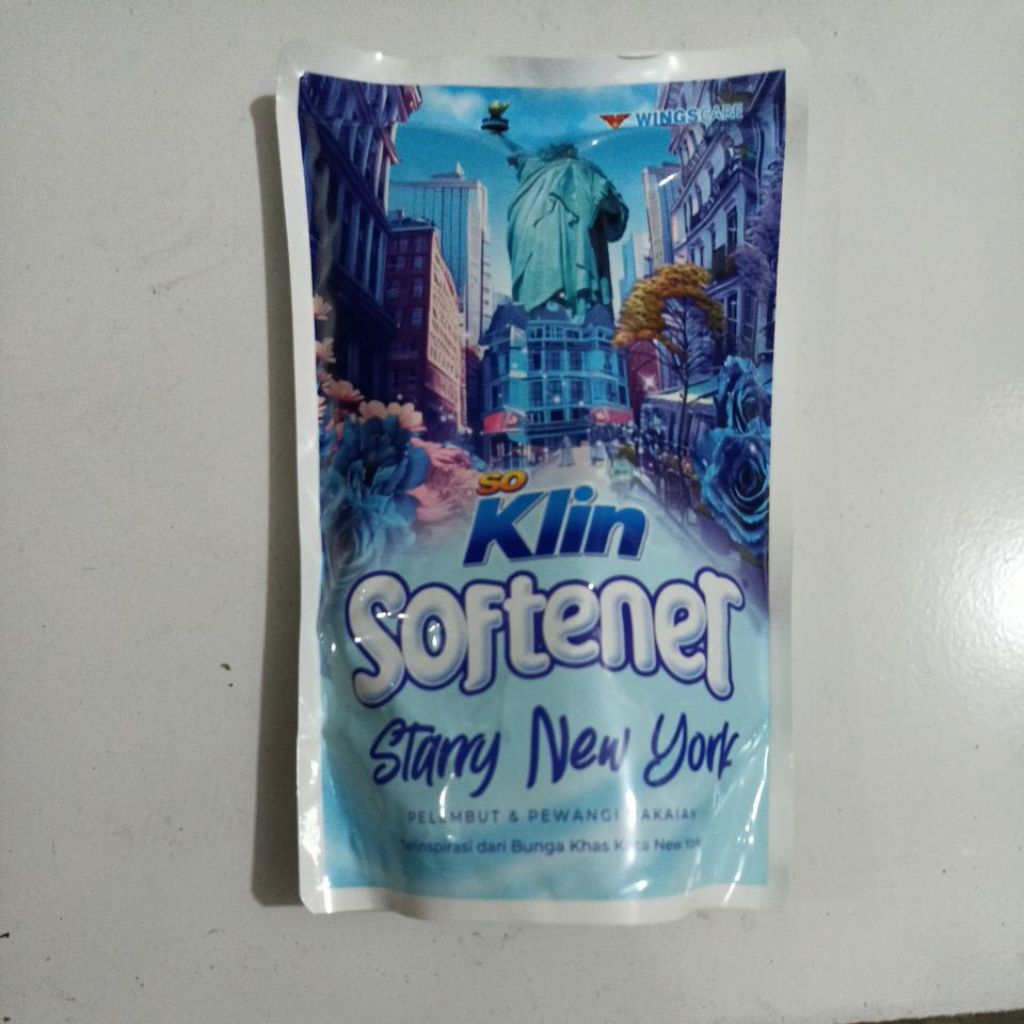 WINGSCARE
so
Klin
Softener
Starry New York
PELEMBUT & PEWANGI PAKAIAN
Terinspirasi dari Bunga Khas Kota New York